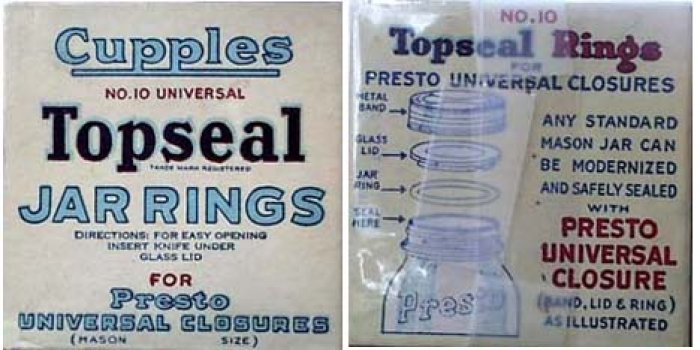 Cupples
NO.10 UNIVERSAL
Topseal
TRADE MARK REGISTERED
JAR RINGS
DIRECTIONS: FOR EASY OPENING
INSERT KNIFE UNDER
GLASS LID
FOR
Presto
UNIVERSAL CLOSURES
(MASON SIZE)
NO.10
Topseal Rings
FOR
PRESTO UNIVERSAL CLOSURES
METAL
BAND
GLASS
LID
JAR
RING
SEAL
HERE
Presto
ANY STANDARD
MASON JAR CAN
BE MODERNIZED
AND SAFELY SEALED
WITH
PRESTO
UNIVERSAL
CLOSURE
(BAND, LID & RING)
AS ILLUSTRATED